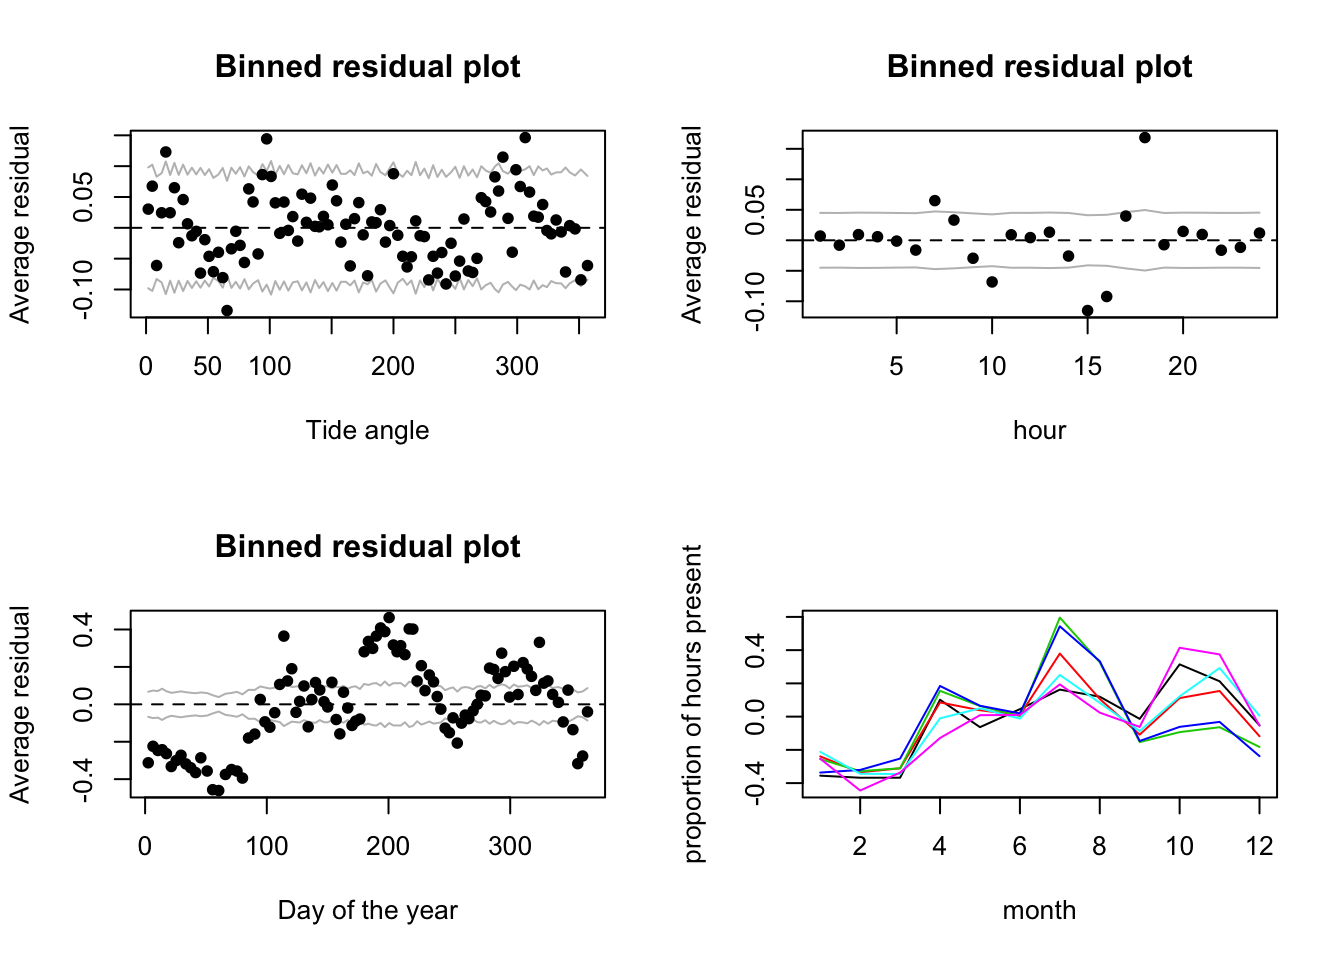 Binned residual plot
Average residual
0.05
-0.10
0 50 100 200 300
Tide angle
Binned residual plot
Average residual
0.05
-0.10
5 10 15 20
hour
Binned residual plot
Average residual
0.4
0.0
-0.4
0 100 200 300
Day of the year
proportion of hours present
0.4
0.0
-0.4
2 4 6 8 10 12
month